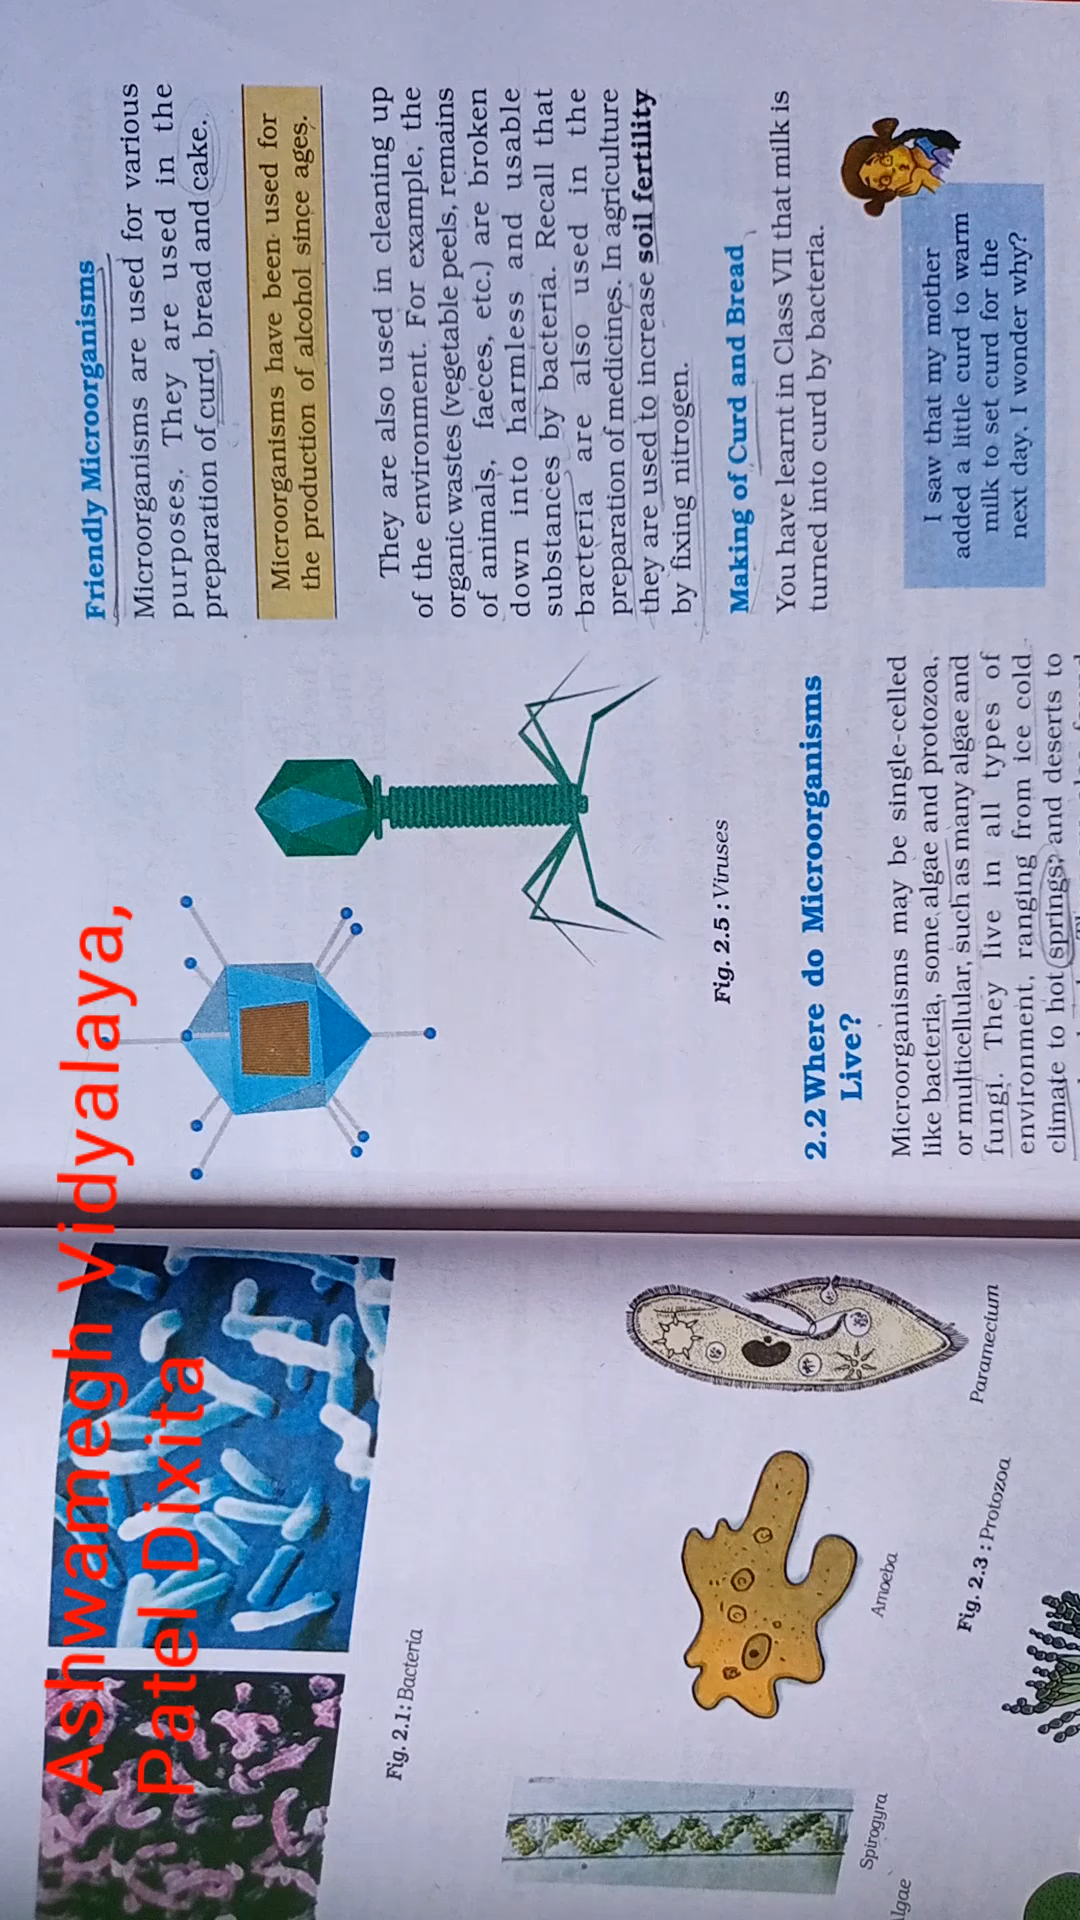 Ashwamegh Vidyalaya,
Patel Dixita
Fig. 2.1: Bacteria
Spirogyra
lgae
Amoeba
Paramecium
Fig. 2.3 : Protozoa
Fig. 2.5 : Viruses
2.2 Where do Microorganisms
Live?
Microorganisms may be single-celled
like bacteria, some algae and protozoa,
or multicellular, such as many algae and
fungi. They live in all types of
environment, ranging from ice cold
climate to hot springs; and deserts to
Friendly Microorganisms
Microorganisms are used for various
purposes. They are used in the
preparation of curd, bread and cake.
Microorganisms have been used for
the production of alcohol since ages.
They are also used in cleaning up
of the environment. For example, the
organic wastes (vegetable peels, remains
of animals, faeces, etc.) are broken
down into harmless and usable
substances by bacteria. Recall that
bacteria are also used in the
preparation of medicines. In agriculture
they are used to increase soil fertility
by fixing nitrogen.
Making of Curd and Bread
You have learnt in Class VII that milk is
turned into curd by bacteria.
I saw that my mother
added a little curd to warm
milk to set curd for the
next day. I wonder why?